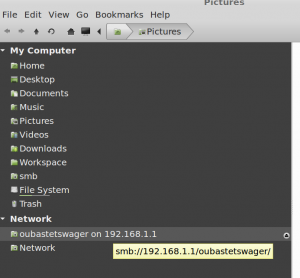 Pictures
File Edit View Go Bookmarks Help
Pictures
My Computer
Home
Desktop
Documents
Music
Pictures
Videos
Downloads
Workspace
smb
File System
Trash
Network
oubastetswager on 192.168.1.1
Network
smb://192.168.1.1/oubastetswager/